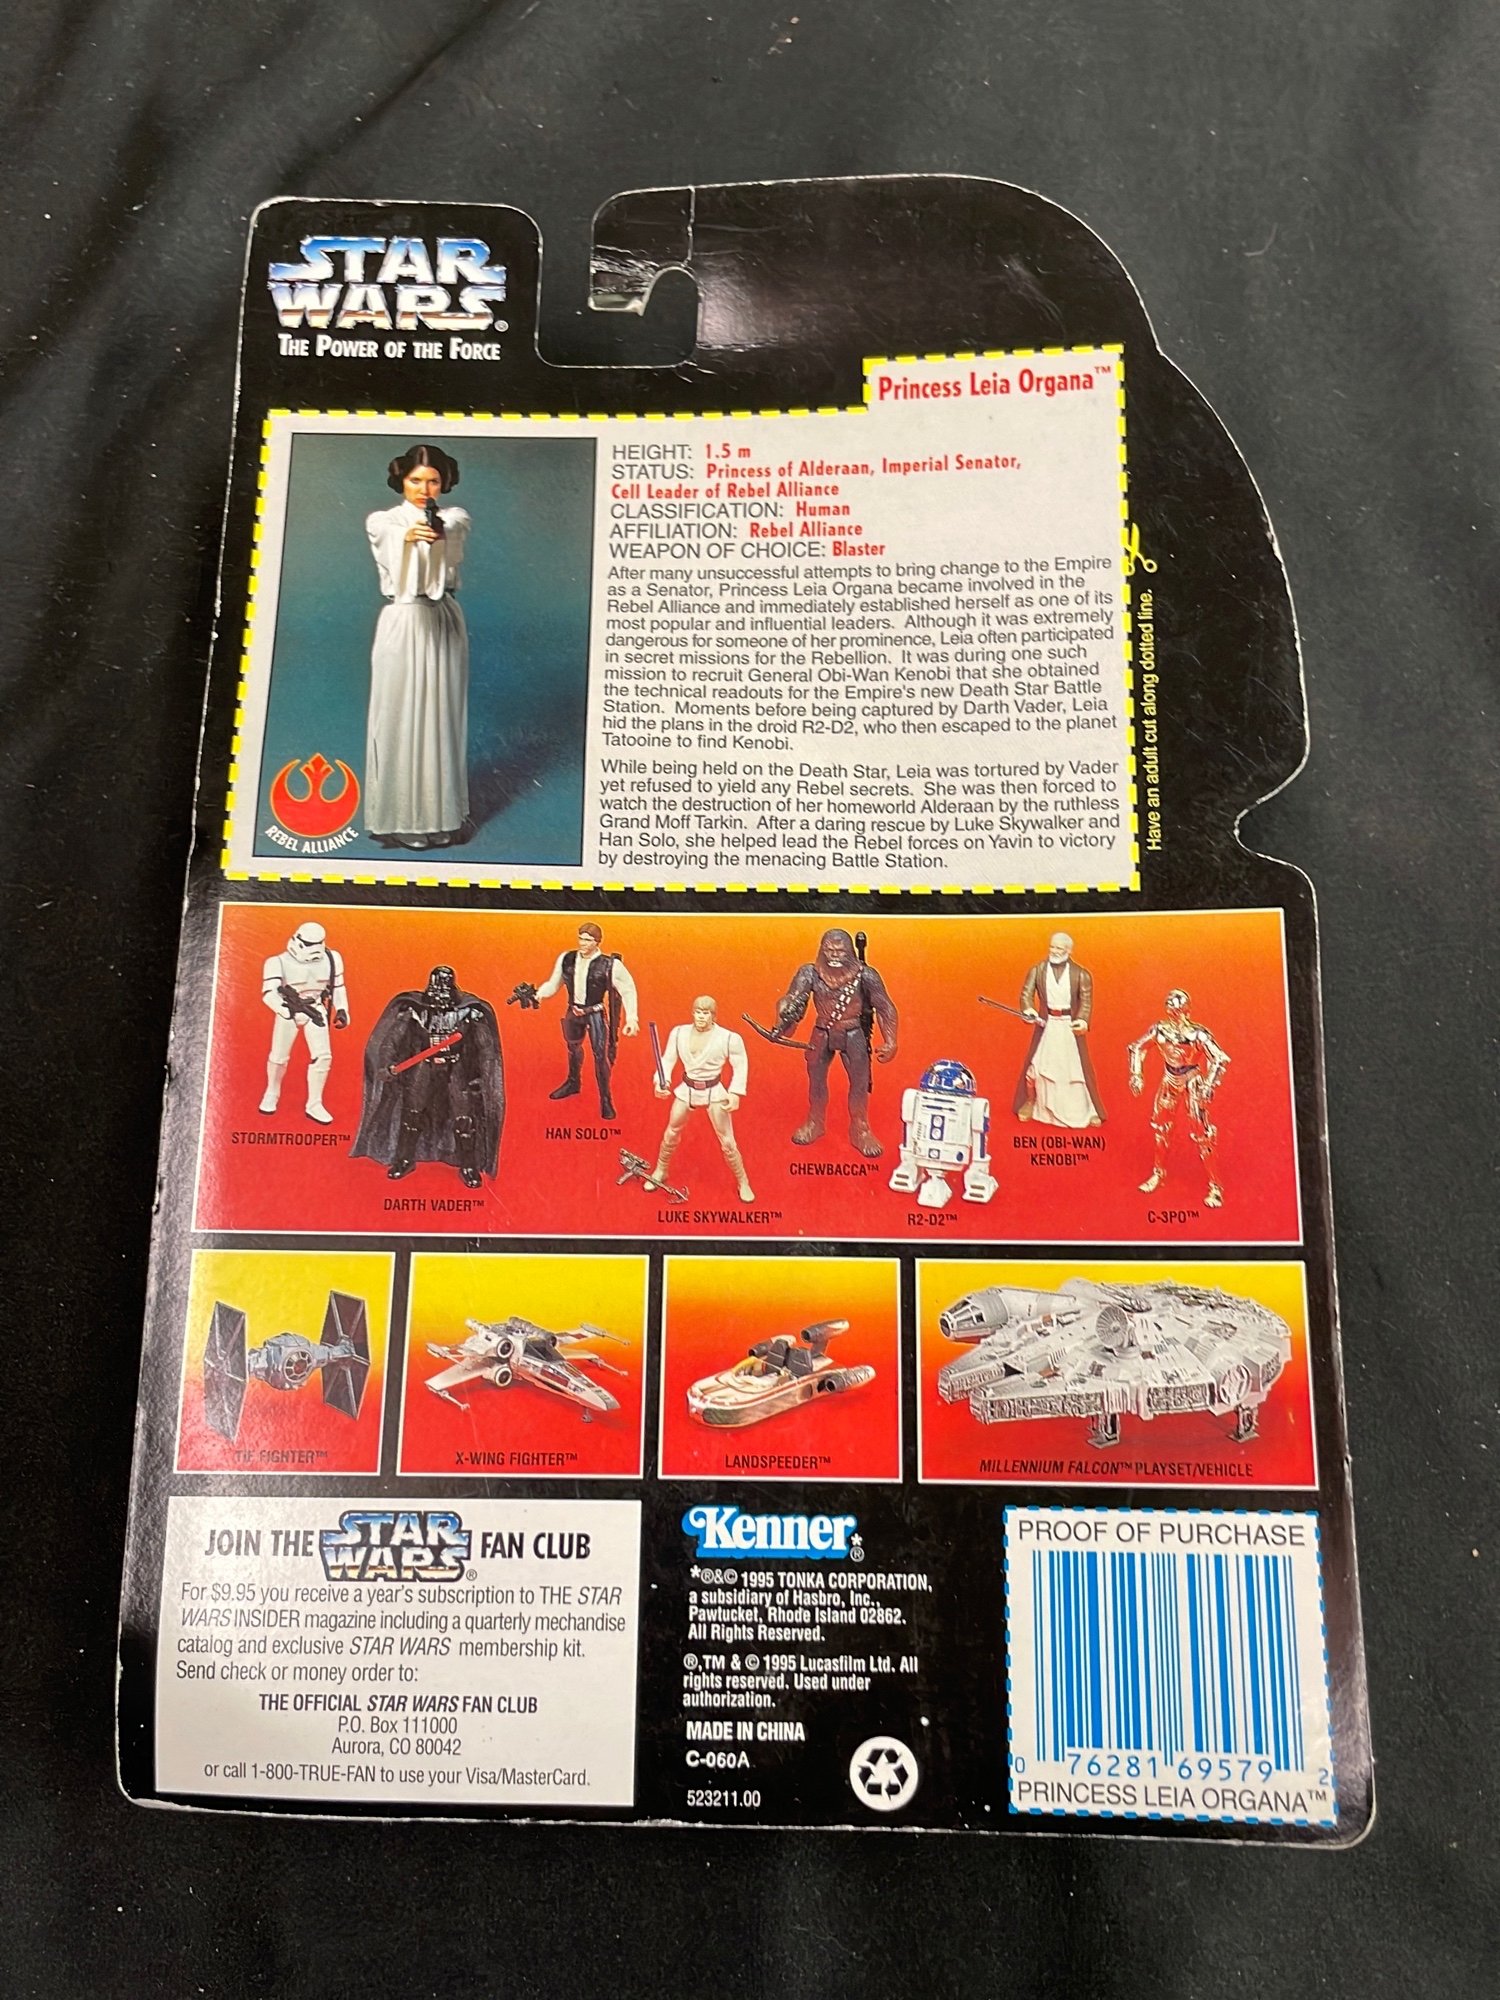 STAR
WARS®
THE POWER OF THE FORCE
Princess Leia Organa™
HEIGHT: 1.5 m
STATUS: Princess of Alderaan, Imperial Senator,
Cell Leader of Rebel Alliance
CLASSIFICATION: Human
AFFILIATION: Rebel Alliance
WEAPON OF CHOICE: Blaster
After many unsuccessful attempts to bring change to the Empire
as a Senator, Princess Leia Organa became involved in the
Rebel Alliance and immediately established herself as one of its
most popular and influential leaders. Although it was extremely
dangerous for someone of her prominence, Leia often participated
in secret missions for the Rebellion. It was during one such
mission to recruit General Obi-Wan Kenobi that she obtained
the technical readouts for the Empire's new Death Star Battle
Station. Moments before being captured by Darth Vader, Leia
hid the plans in the droid R2-D2, who then escaped to the planet
Tatooine to find Kenobi.
While being held on the Death Star, Leia was tortured by Vader
yet refused to yield any Rebel secrets. She was then forced to
watch the destruction of her homeworld Alderaan by the ruthless
Grand Moff Tarkin. After a daring rescue by Luke Skywalker and
Han Solo, she helped lead the Rebel forces on Yavin to victory
by destroying the menacing Battle Station.
REBEL ALLIANCE
Have an adult cut along dotted line.
STORMTROOPER™
DARTH VADER™
HAN SOLO™
LUKE SKYWALKER™
CHEWBACCA™
R2-D2™
BEN (OBI-WAN)
KENOBI™
C-3PO™
TIE FIGHTER™
X-WING FIGHTER™
LANDSPEEDER™
MILLENNIUM FALCON™ PLAYSET/VEHICLE
JOIN THE STAR WARS® FAN CLUB
For $9.95 you receive a year's subscription to THE STAR
WARS INSIDER magazine including a quarterly mechandise
catalog and exclusive STAR WARS membership kit.
Send check or money order to:
THE OFFICIAL STAR WARS FAN CLUB
P.O. Box 111000
Aurora, CO 80042
or call 1-800-TRUE-FAN to use your Visa/MasterCard.
Kenner*®
*®&© 1995 TONKA CORPORATION,
a subsidiary of Hasbro, Inc.,
Pawtucket, Rhode Island 02862.
All Rights Reserved.
®,TM & © 1995 Lucasfilm Ltd. All
rights reserved. Used under
authorization.
MADE IN CHINA
C-060A
523211.00
PROOF OF PURCHASE
0 76281 69579 2
PRINCESS LEIA ORGANA™